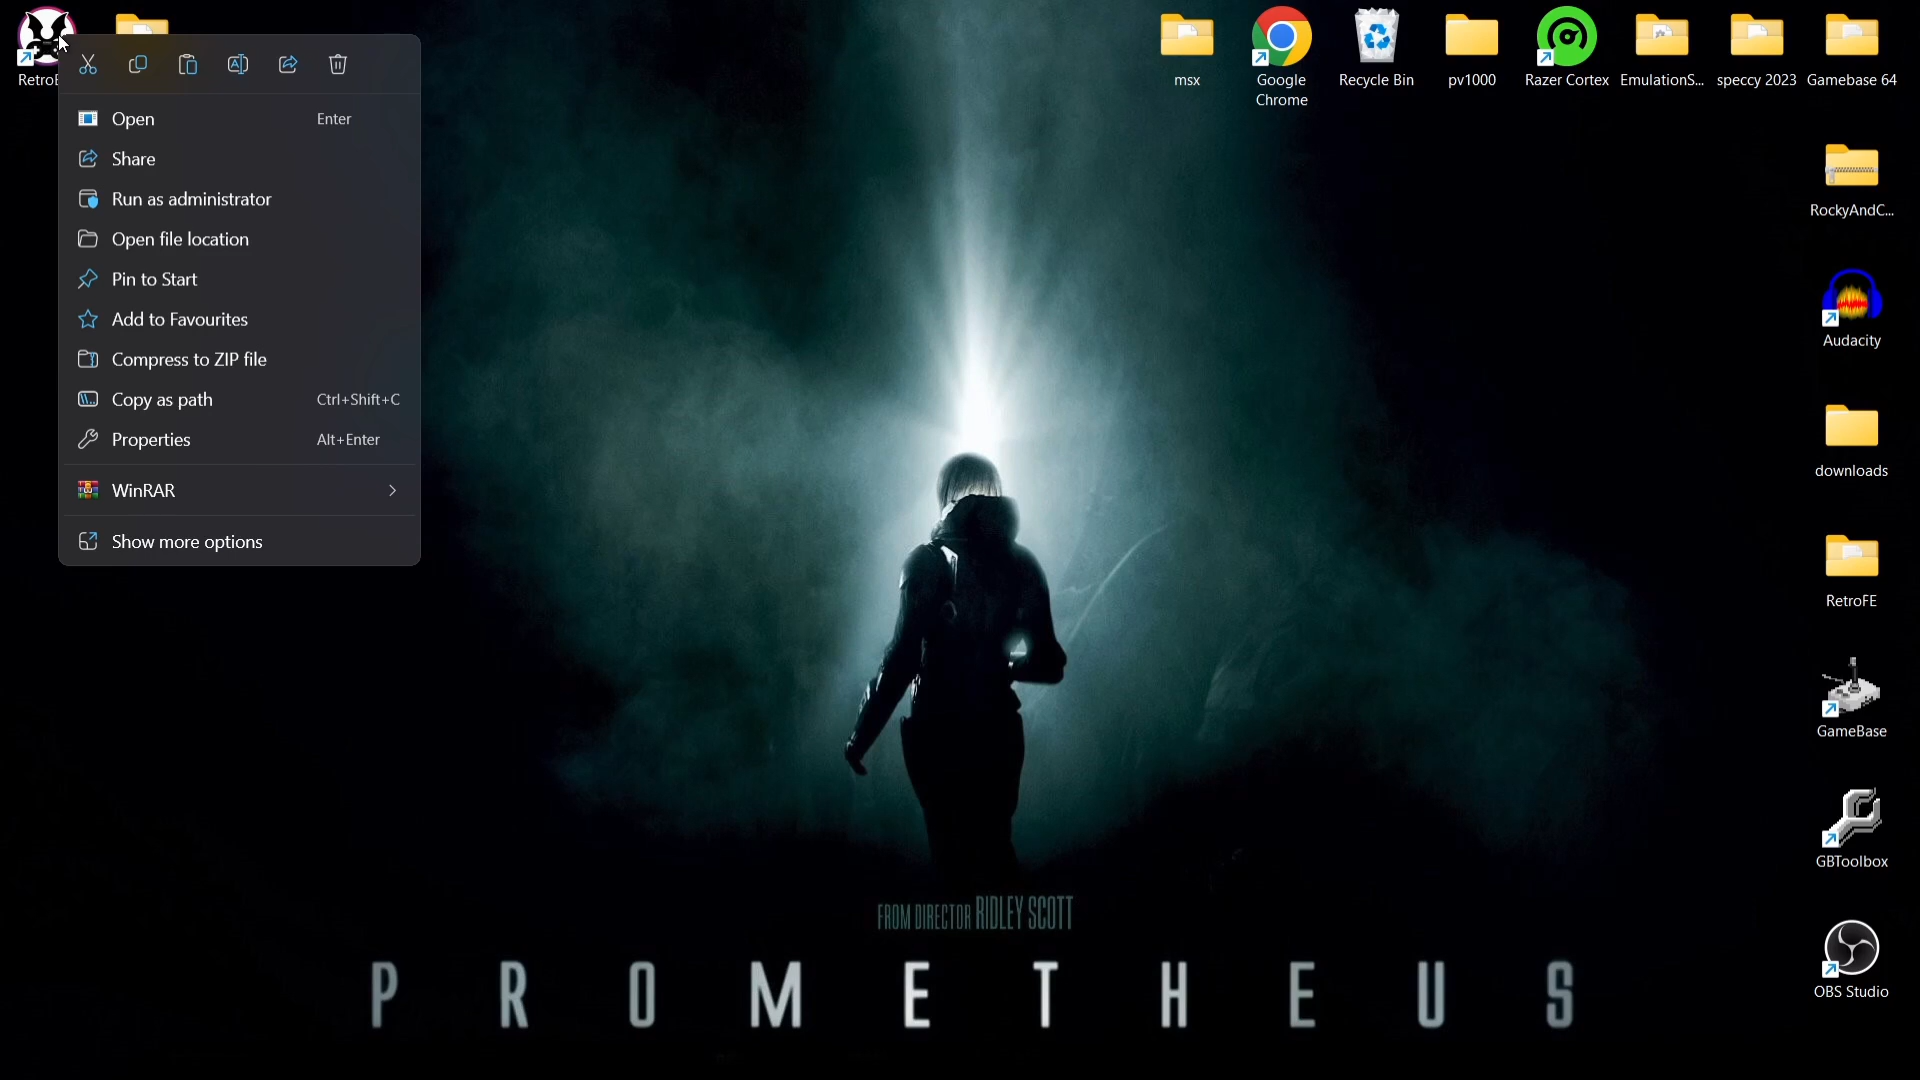 RetroB
Open Enter
Share
Run as administrator
Open file location
Pin to Start
Add to Favourites
Compress to ZIP file
Copy as path Ctrl+Shift+C
Properties Alt+Enter
WinRAR
Show more options
msx
Google
Chrome
Recycle Bin
pv1000
Razer Cortex
EmulationS...
speccy 2023
Gamebase 64
RockyAndC...
Audacity
downloads
RetroFE
GameBase
GBToolbox
OBS Studio
FROM DIRECTOR RIDLEY SCOTT
PROMETHEUS